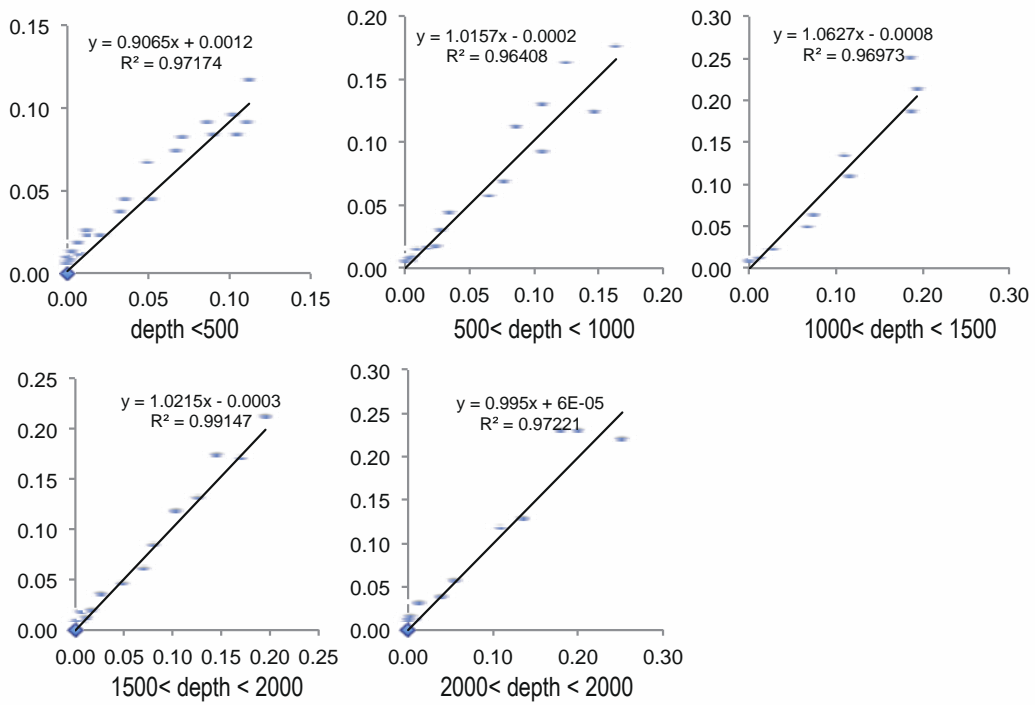 0.15
y = 0.9065x + 0.0012
R² = 0.97174
0.10
0.05
0.00
0.00 0.05 0.10 0.15
depth <500
0.20
y = 1.0157x - 0.0002
R² = 0.96408
0.15
0.10
0.05
0.00
0.00 0.05 0.10 0.15 0.20
500< depth < 1000
0.30
y = 1.0627x - 0.0008
R² = 0.96973
0.25
0.20
0.15
0.10
0.05
0.00
0.00 0.10 0.20 0.30
1000< depth < 1500
0.25
y = 1.0215x - 0.0003
R² = 0.99147
0.20
0.15
0.10
0.05
0.00
0.00 0.05 0.10 0.15 0.20 0.25
1500< depth < 2000
0.30
y = 0.995x + 6E-05
R² = 0.97221
0.25
0.20
0.15
0.10
0.05
0.00
0.00 0.10 0.20 0.30
2000< depth < 2000